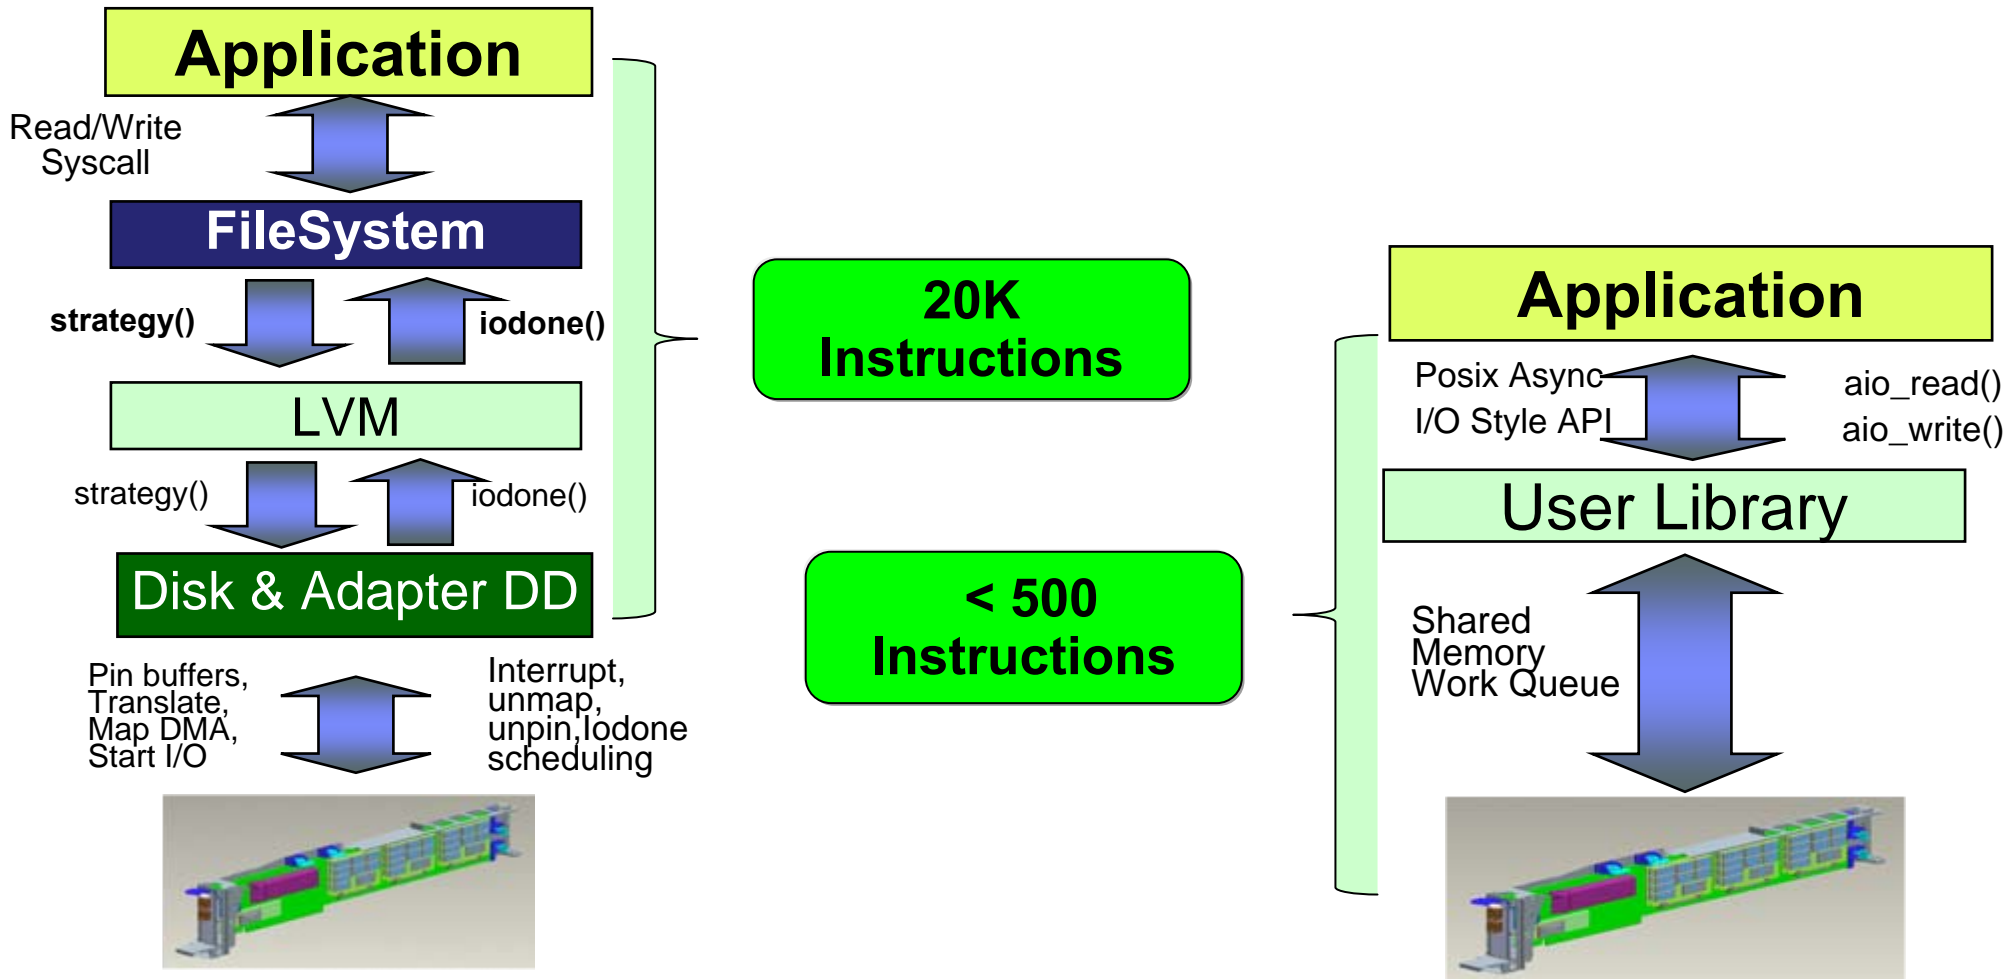 Application
Read/Write
Syscall
FileSystem
strategy()
iodone()
LVM
strategy()
iodone()
Disk & Adapter DD
Pin buffers,
Translate,
Map DMA,
Start I/O
Interrupt,
unmap,
unpin,Iodone
scheduling
20K
Instructions
< 500
Instructions
Application
Posix Async
I/O Style API
aio_read()
aio_write()
User Library
Shared
Memory
Work Queue